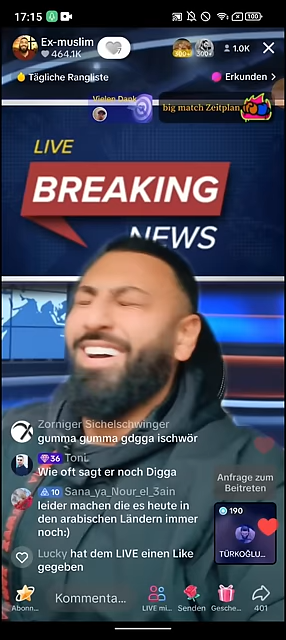 17:15
100
Ex-muslim
464.1K
300+
300+
1.0K
Tägliche Rangliste
Erkunden >
Vielen Dank
big match Zeitplan
LIVE
BREAKING
NEWS
Zorniger Sichelschwinger
gumma gumma gdgga ischwör
36 Toni
Wie oft sagt er noch Digga
10 Sana_ya_Nour_el_3ain
leider machen die es heute in
den arabischen Ländern immer
noch:)
Lucky hat dem LIVE einen Like
gegeben
Anfrage zum
Beitreten
190
TÜRKOĞLU...
Abonn...
Kommenta...
LIVE mi...
Senden
Gesche...
401